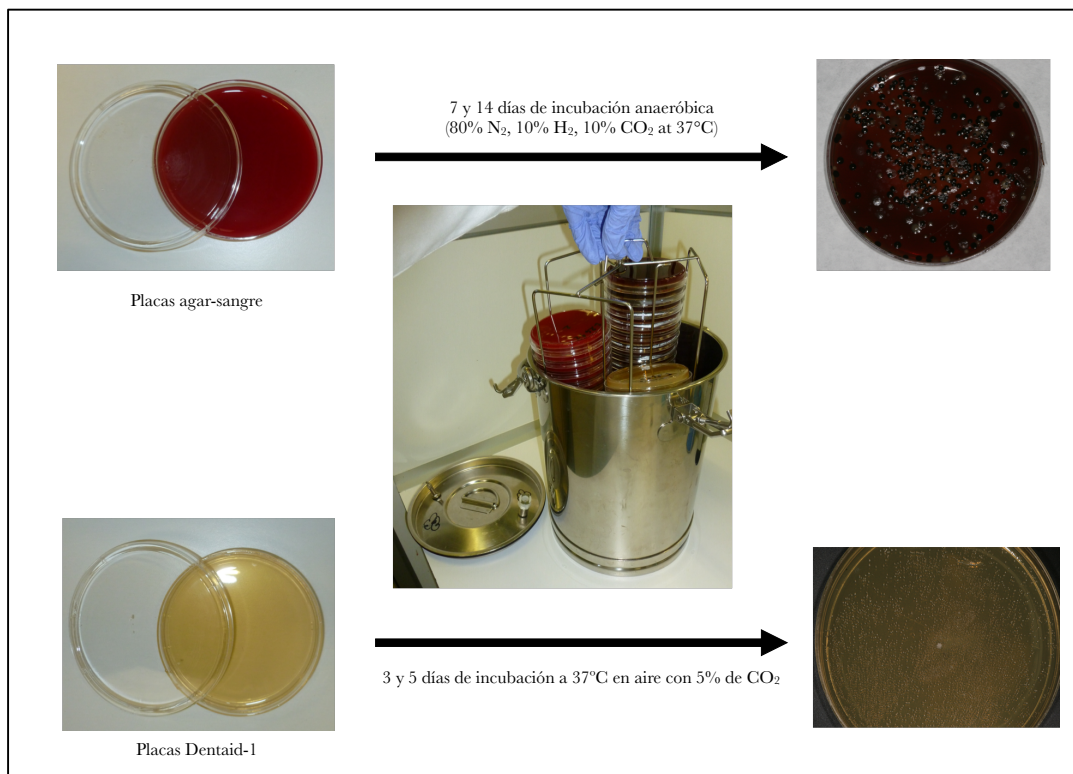 7 y 14 días de incubación anaeróbica
(80% N₂, 10% H₂, 10% CO₂ at 37°C)
Placas agar-sangre
3 y 5 días de incubación a 37ºC en aire con 5% de CO₂
Placas Dentaid-1